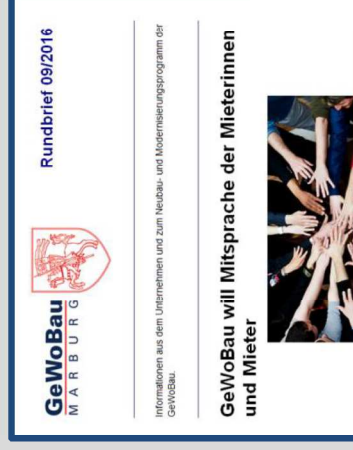 GeWoBau
MARBURG
Rundbrief 09/2016
Informationen aus dem Unternehmen und zum Neubau- und Modernisierungsprogramm der
GeWoBau.
GeWoBau will Mitsprache der Mieterinnen
und Mieter